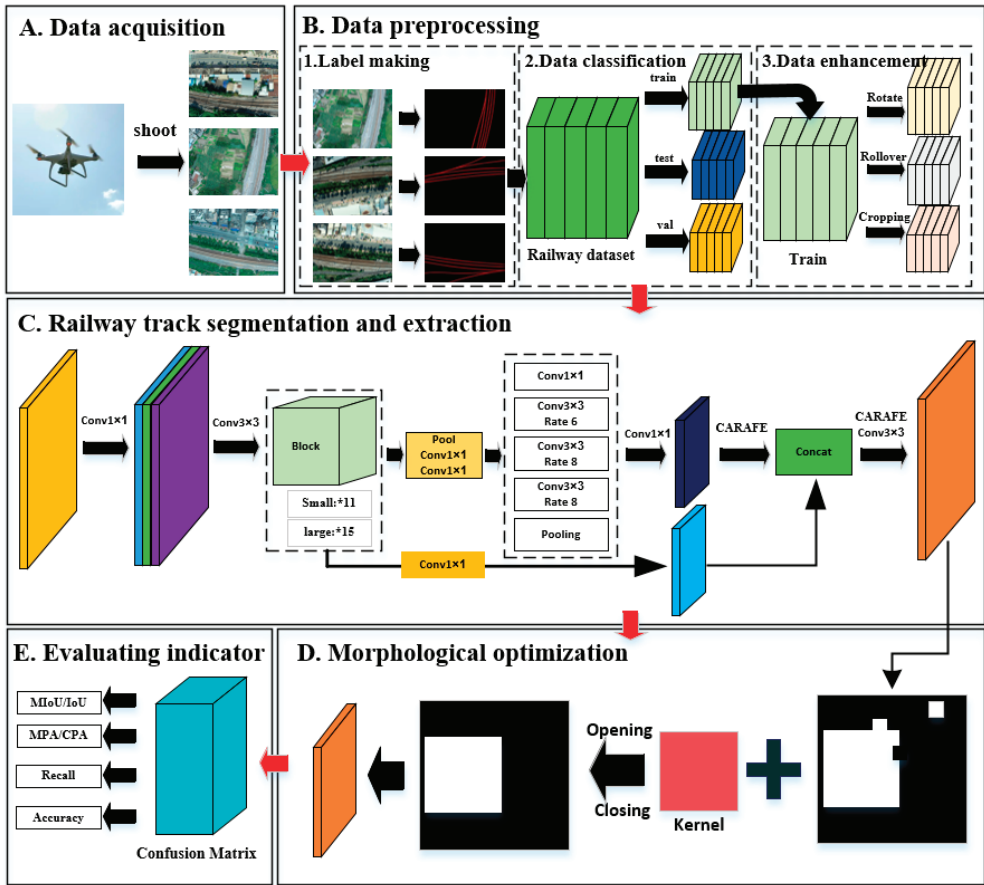 A. Data acquisition
shoot
B. Data preprocessing
1.Label making
2.Data classification
train
test
val
Railway dataset
3.Data enhancement
Rotate
Rollover
Cropping
Train
C. Railway track segmentation and extraction
Conv1×1
Conv3×3
Block
Small:*11
large:*15
Pool
Conv1×1
Conv1×1
Conv1×1
Conv3×3
Rate 6
Conv3×3
Rate 8
Conv3×3
Rate 8
Pooling
Conv1×1
Conv1×1
CARAFE
Concat
CARAFE
Conv3×3
D. Morphological optimization
Opening
Closing
Kernel
E. Evaluating indicator
MIoU/IoU
MPA/CPA
Recall
Accuracy
Confusion Matrix